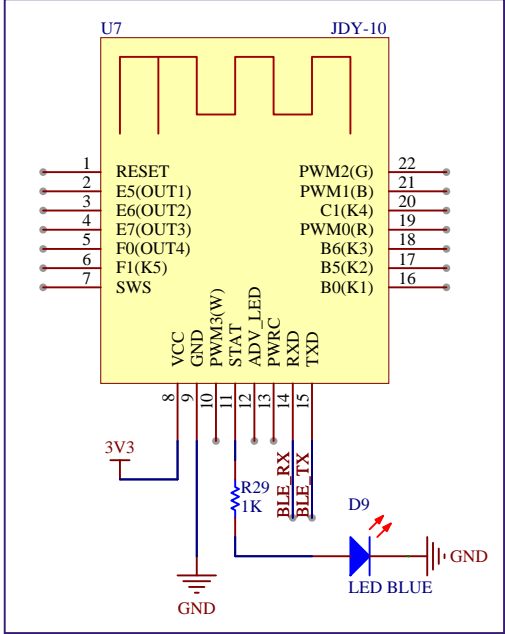 U7 JDY-10
1 RESET PWM2(G) 22
2 E5(OUT1) PWM1(B) 21
3 E6(OUT2) C1(K4) 20
4 E7(OUT3) PWM0(R) 19
5 F0(OUT4) B6(K3) 18
6 F1(K5) B5(K2) 17
7 SWS B0(K1) 16
VCC
GND
PWM3(W)
STAT
ADV_LED
PWRC
RXD
TXD
8
9
10
11
12
13
14
15
3V3
BLE_RX
BLE_TX
R29
1K
D9
GND
LED BLUE
GND